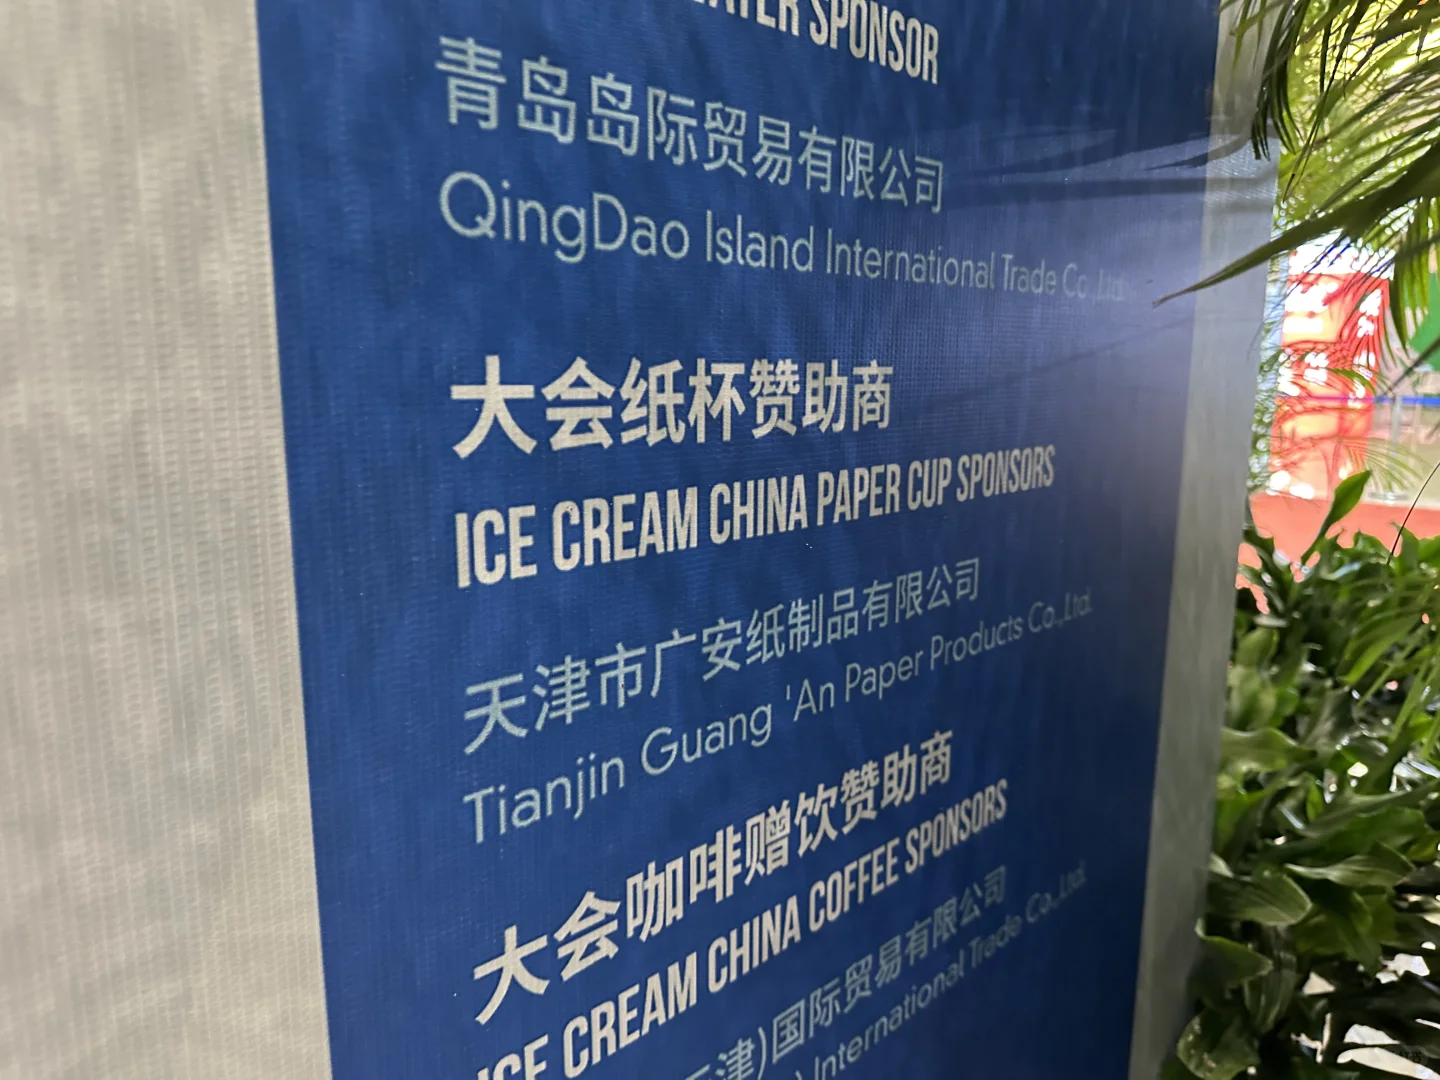 SPONSOR
青岛岛际贸易有限公司
QingDao Island International Trade Co.,Ltd.
大会纸杯赞助商
ICE CREAM CHINA PAPER CUP SPONSORS
天津市广安纸制品有限公司
Tianjin Guang 'An Paper Products Co.,Ltd.
大会咖啡赠饮赞助商
ICE CREAM CHINA COFFEE SPONSORS
津)国际贸易有限公司
) International Trade Co.,Ltd.